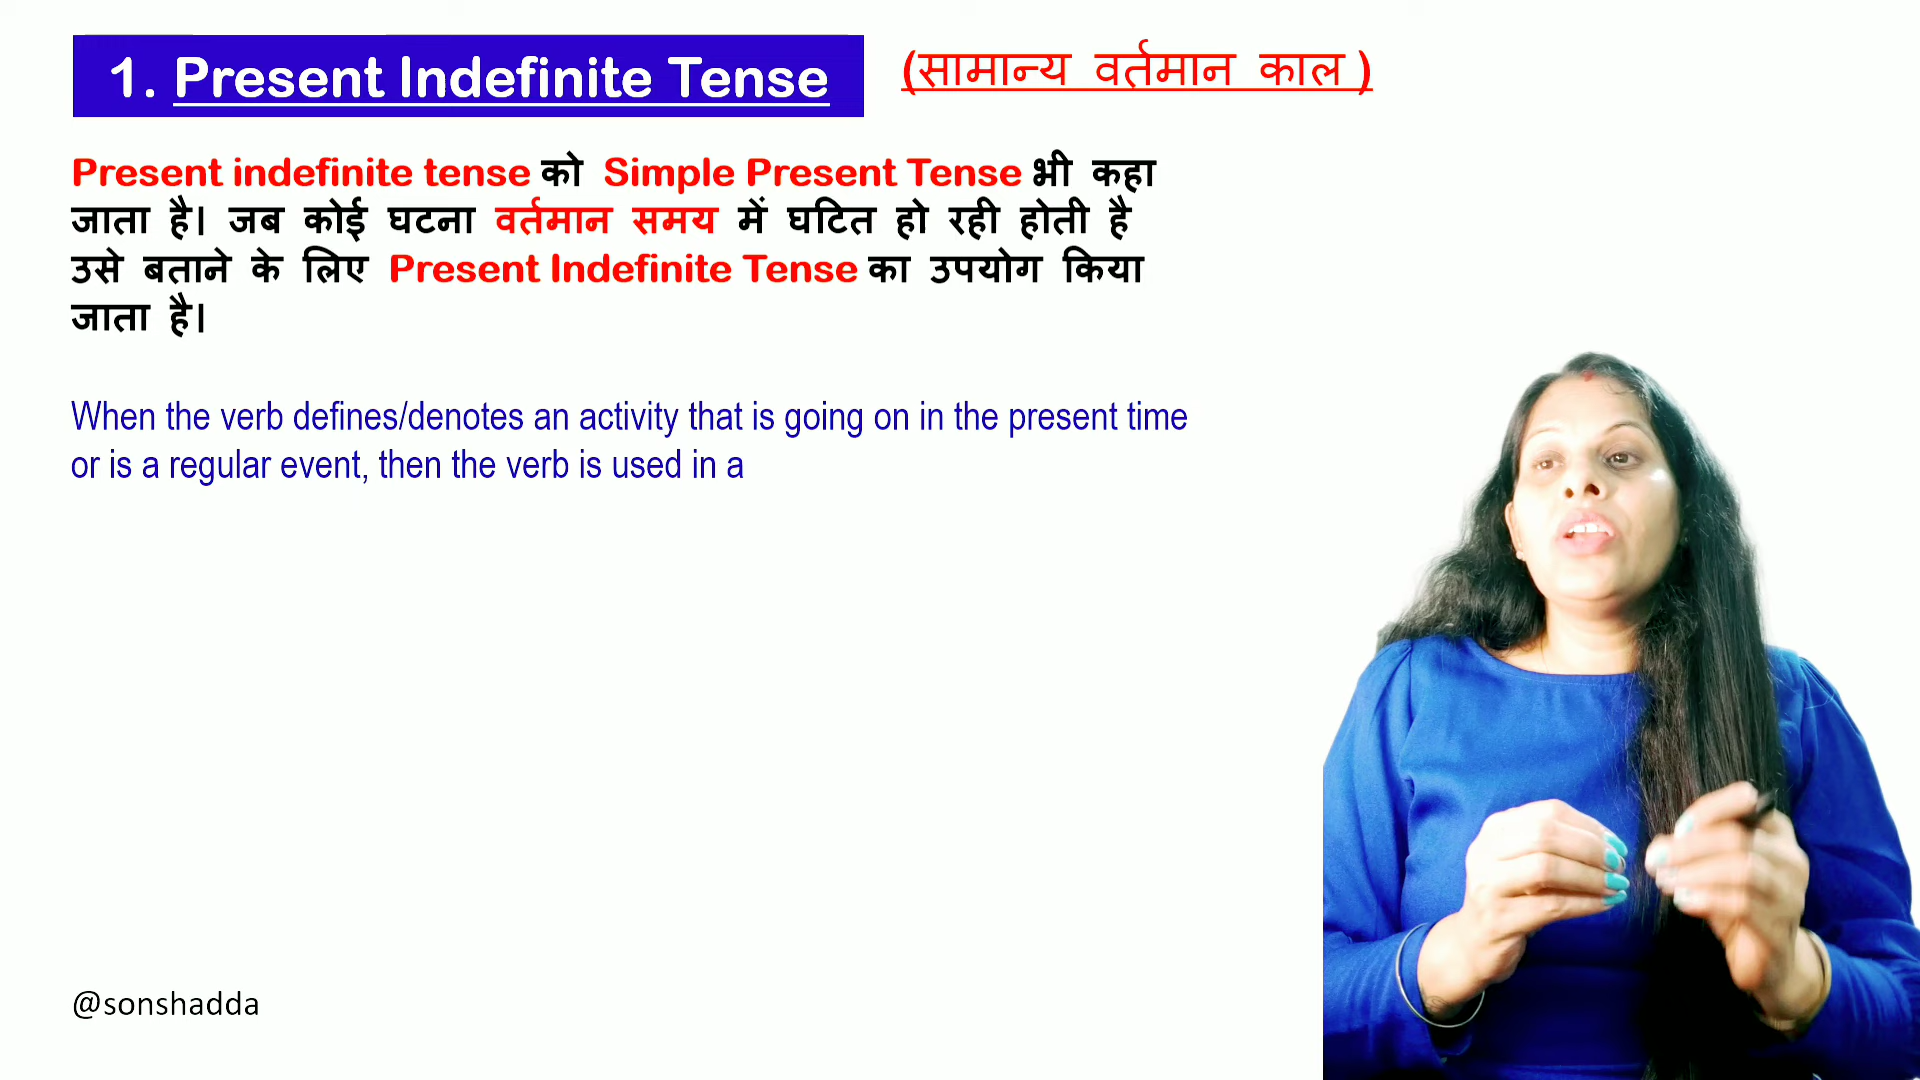 1. Present Indefinite Tense (सामान्य वर्तमान काल )
Present indefinite tense को Simple Present Tense भी कहा
जाता है। जब कोई घटना वर्तमान समय में घटित हो रही होती है
उसे बताने के लिए Present Indefinite Tense का उपयोग किया
जाता है।
When the verb defines/denotes an activity that is going on in the present time
or is a regular event, then the verb is used in a
@sonshadda